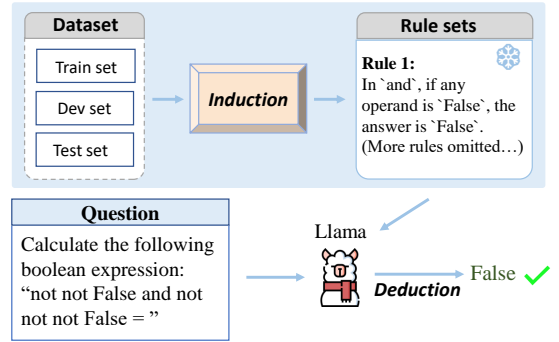 Dataset
Train set
Dev set
Test set
Induction
Rule sets
Rule 1:
In `and`, if any
operand is `False`, the
answer is `False`.
(More rules omitted…)
Question
Calculate the following
boolean expression:
“not not False and not
not not False = ”
Llama
Deduction
False